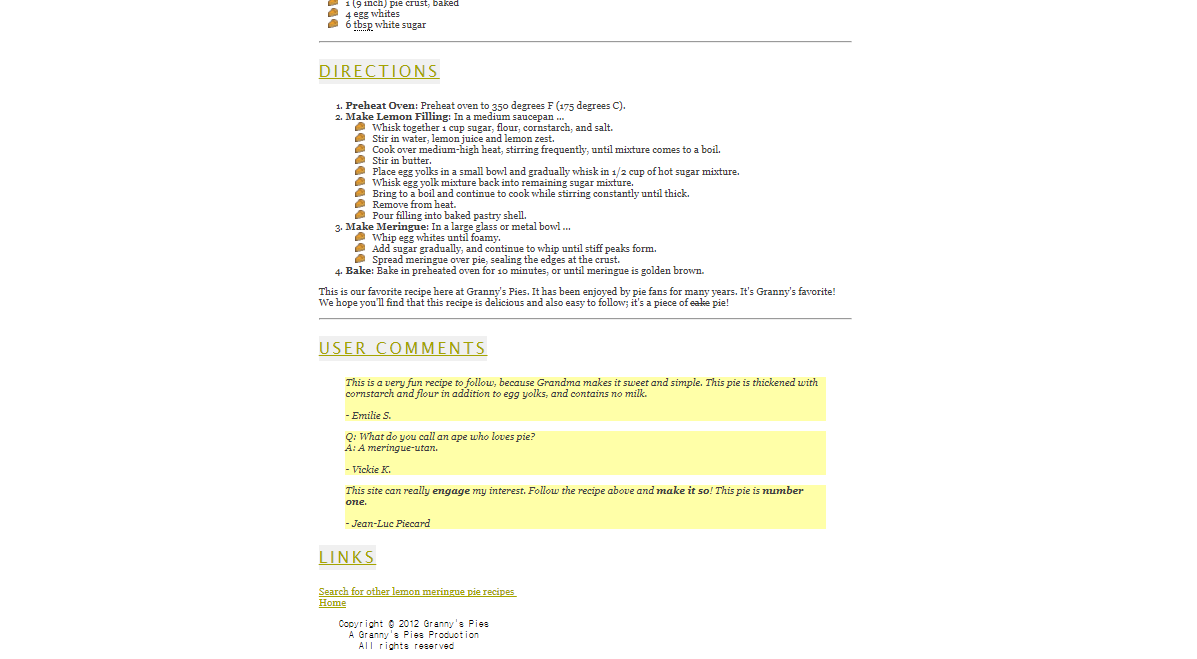 1 (9 inch) pie crust, baked
4 egg whites
6 tbsp white sugar
DIRECTIONS
1. Preheat Oven: Preheat oven to 350 degrees F (175 degrees C).
2. Make Lemon Filling: In a medium saucepan ...
Whisk together 1 cup sugar, flour, cornstarch, and salt.
Stir in water, lemon juice and lemon zest.
Cook over medium-high heat, stirring frequently, until mixture comes to a boil.
Stir in butter.
Place egg yolks in a small bowl and gradually whisk in 1/2 cup of hot sugar mixture.
Whisk egg yolk mixture back into remaining sugar mixture.
Bring to a boil and continue to cook while stirring constantly until thick.
Remove from heat.
Pour filling into baked pastry shell.
3. Make Meringue: In a large glass or metal bowl ...
Whip egg whites until foamy.
Add sugar gradually, and continue to whip until stiff peaks form.
Spread meringue over pie, sealing the edges at the crust.
4. Bake: Bake in preheated oven for 10 minutes, or until meringue is golden brown.
This is our favorite recipe here at Granny's Pies. It has been enjoyed by pie fans for many years. It's Granny's favorite!
We hope you'll find that this recipe is delicious and also easy to follow; it's a piece of cake pie!
USER COMMENTS
This is a very fun recipe to follow, because Grandma makes it sweet and simple. This pie is thickened with
cornstarch and flour in addition to egg yolks, and contains no milk.
- Emilie S.
Q: What do you call an ape who loves pie?
A: A meringue-utan.
- Vickie K.
This site can really engage my interest. Follow the recipe above and make it so! This pie is number
one.
- Jean-Luc Piecard
LINKS
Search for other lemon meringue pie recipes
Home
Copyright © 2012 Granny's Pies
A Granny's Pies Production
All rights reserved